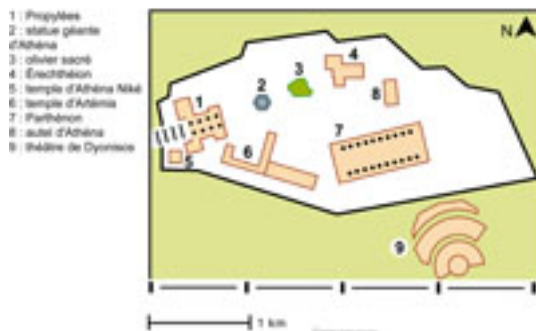 1 : Propylées
2 : statue géante
d'Athéna
3 : olivier sacré
4 : Érechthéion
5 : temple d'Athéna Niké
6 : temple d'Artémis
7 : Parthénon
8 : autel d'Athéna
9 : théâtre de Dyonisos
N
1
2
3
4
5
6
7
8
9
1 km